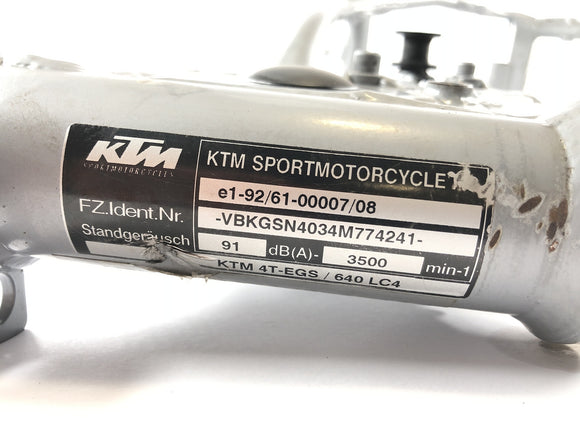 KTM
SPORTMOTORCYCLES
KTM SPORTMOTORCYCLE
e1-92/61-00007/08
FZ.Ident.Nr.
-VBKGSN4034M774241-
Standgeräusch
91 dB(A)- 3500 min-1
KTM 4T-EGS / 640 LC4